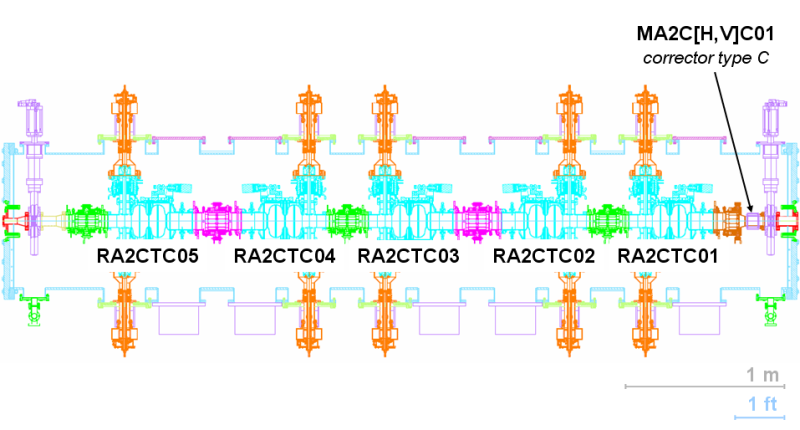 MA2C[H,V]C01
corrector type C
RA2CTC05 RA2CTC04 RA2CTC03 RA2CTC02 RA2CTC01
1 m
1 ft